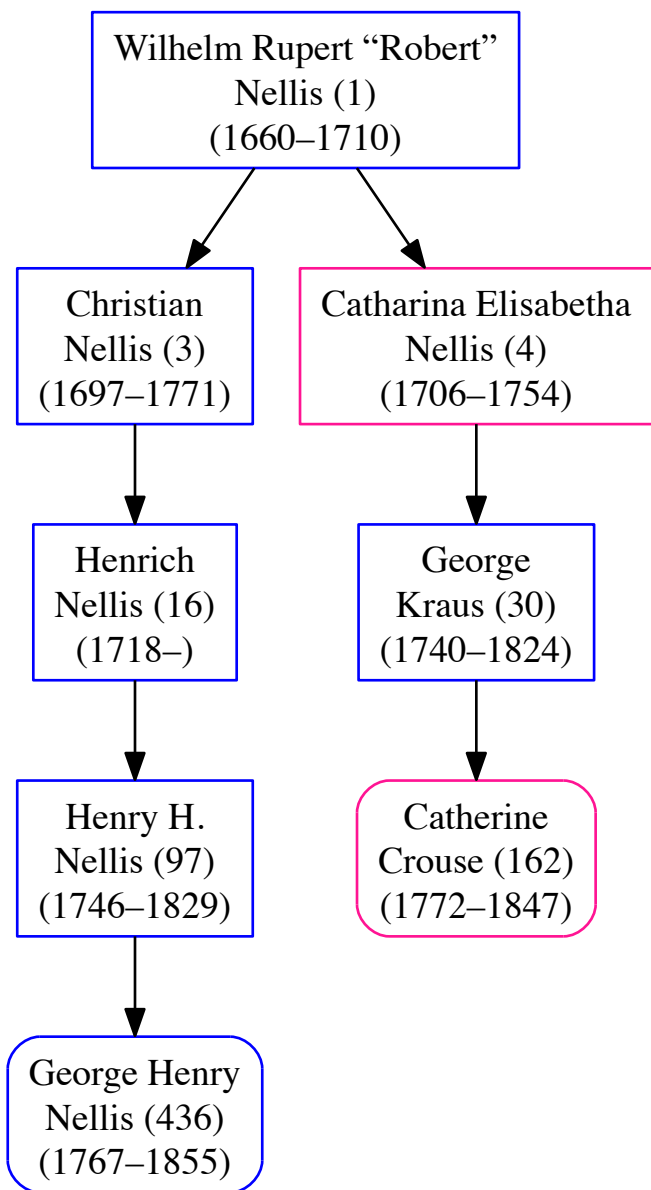 Wilhelm Rupert “Robert”
Nellis (1)
(1660–1710)
Christian
Nellis (3)
(1697–1771)
Catharina Elisabetha
Nellis (4)
(1706–1754)
Henrich
Nellis (16)
(1718–)
George
Kraus (30)
(1740–1824)
Henry H.
Nellis (97)
(1746–1829)
Catherine
Crouse (162)
(1772–1847)
George Henry
Nellis (436)
(1767–1855)